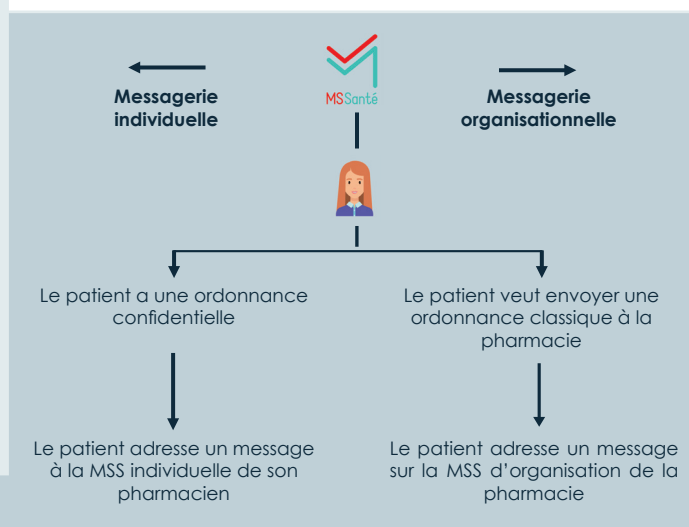 MSSanté
Messagerie
individuelle
Messagerie
organisationnelle
Le patient a une ordonnance
confidentielle
Le patient veut envoyer une
ordonnance classique à la
pharmacie
Le patient adresse un message
à la MSS individuelle de son
pharmacien
Le patient adresse un message
sur la MSS d’organisation de la
pharmacie